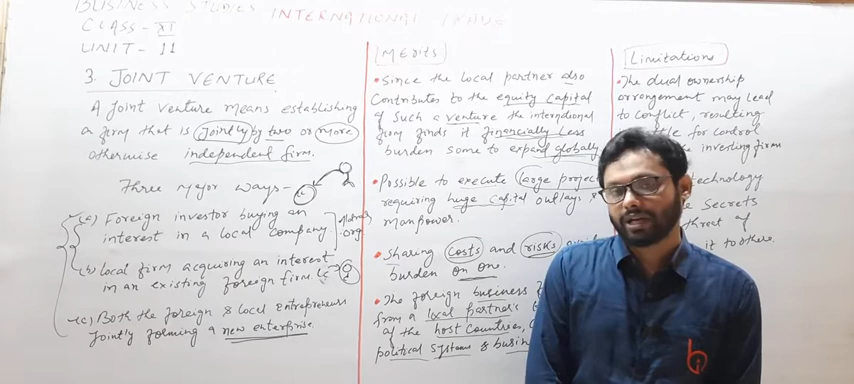 BUSINESS STUDIES INTERNATIONAL
CLASS - XI
UNIT - 11
3. JOINT VENTURE
A Joint venture means establishing
a firm that is Jointly by two or more
otherwise independent firm.
Three Major Ways -
(a) Foreign investor buying an
interest in a local company
(b) Local firm acquiring an interest
in an existing foreign firm.
(c) Both the foreign & local entrepreneurs
Jointly forming a new enterprise.
Merits
• Since the local partner also
Contributes to the equity capital
of Such a venture the international
firm finds it financially Less
burden some to expand globally
• Possible to execute large project
requiring huge capital outlays &
manpower.
• Sharing costs and risks
burden on one.
• The foreign business
from a local partner's
of the host Countries,
political systems & busin
Limitations
• The dual ownership
arrangement may Lead
to conflict, resulting
for control
investing firm
technology
Secrets
threat of
it to others.